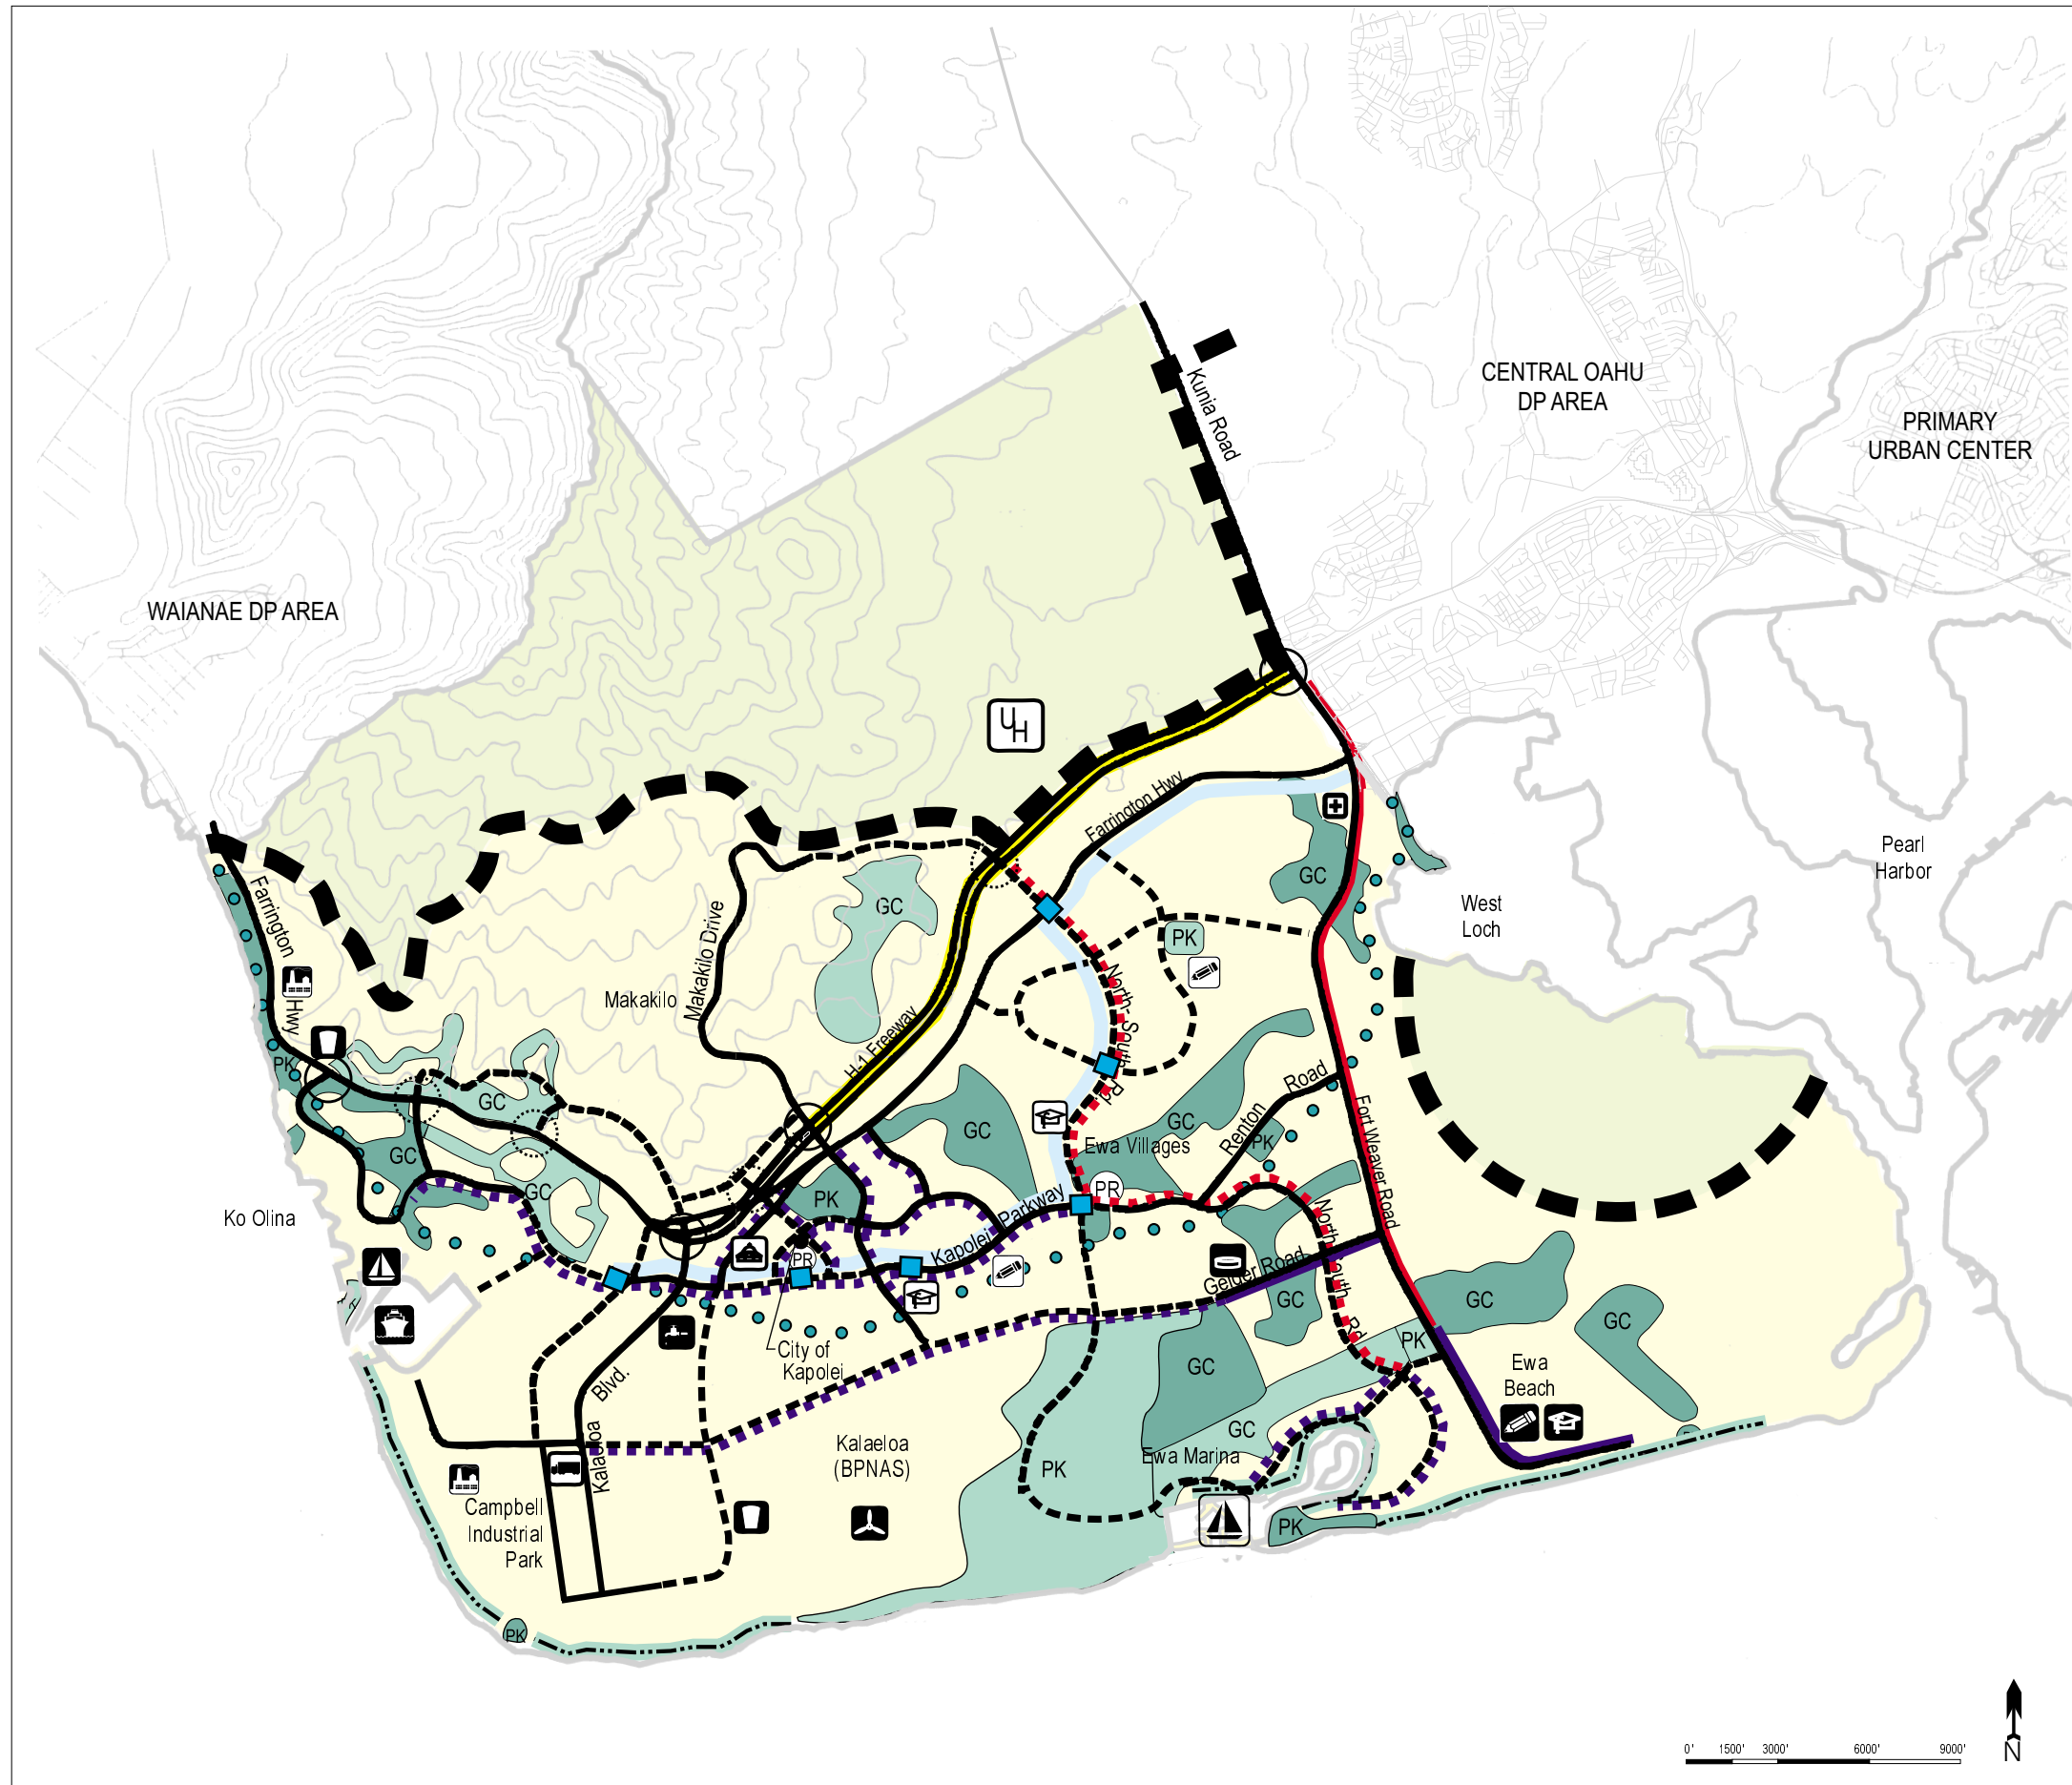 CENTRAL OAHU
DP AREA
PRIMARY
URBAN CENTER
Kunia Road
WAIANAE DP AREA
UH
Farrington Hwy
Pearl
Harbor
GC
West
Loch
GC
PK
Farrington
Hwy
Makakilo Drive
Makakilo
North-South
Rd
H-1 Freeway
PK
GC
GC
GC
GC
Ewa Villages
Renton
Road
PK
Fort Weaver Road
GC
GC
PK
PR
Ko Olina
Kapolei
Parkway
PR
North
South
Rd
Geiger Road
GC
GC
GC
City of
Kapolei
PK
GC
Ewa
Beach
Blvd.
Kalaeloa
Kalaeloa
(BPNAS)
GC
Ewa Marina
PK
Campbell
Industrial
Park
PK
PK
0'
1500'
3000'
6000'
9000'
N